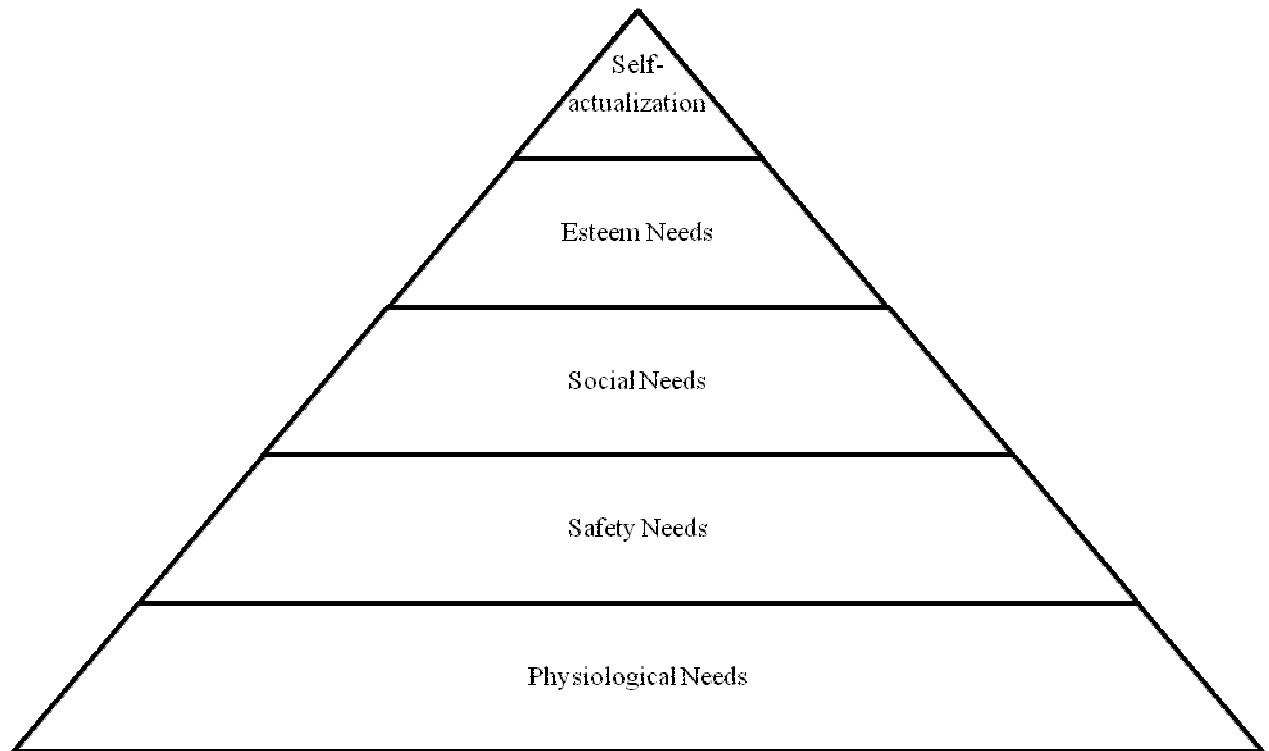 Self-
actualization
Esteem Needs
Social Needs
Safety Needs
Physiological Needs